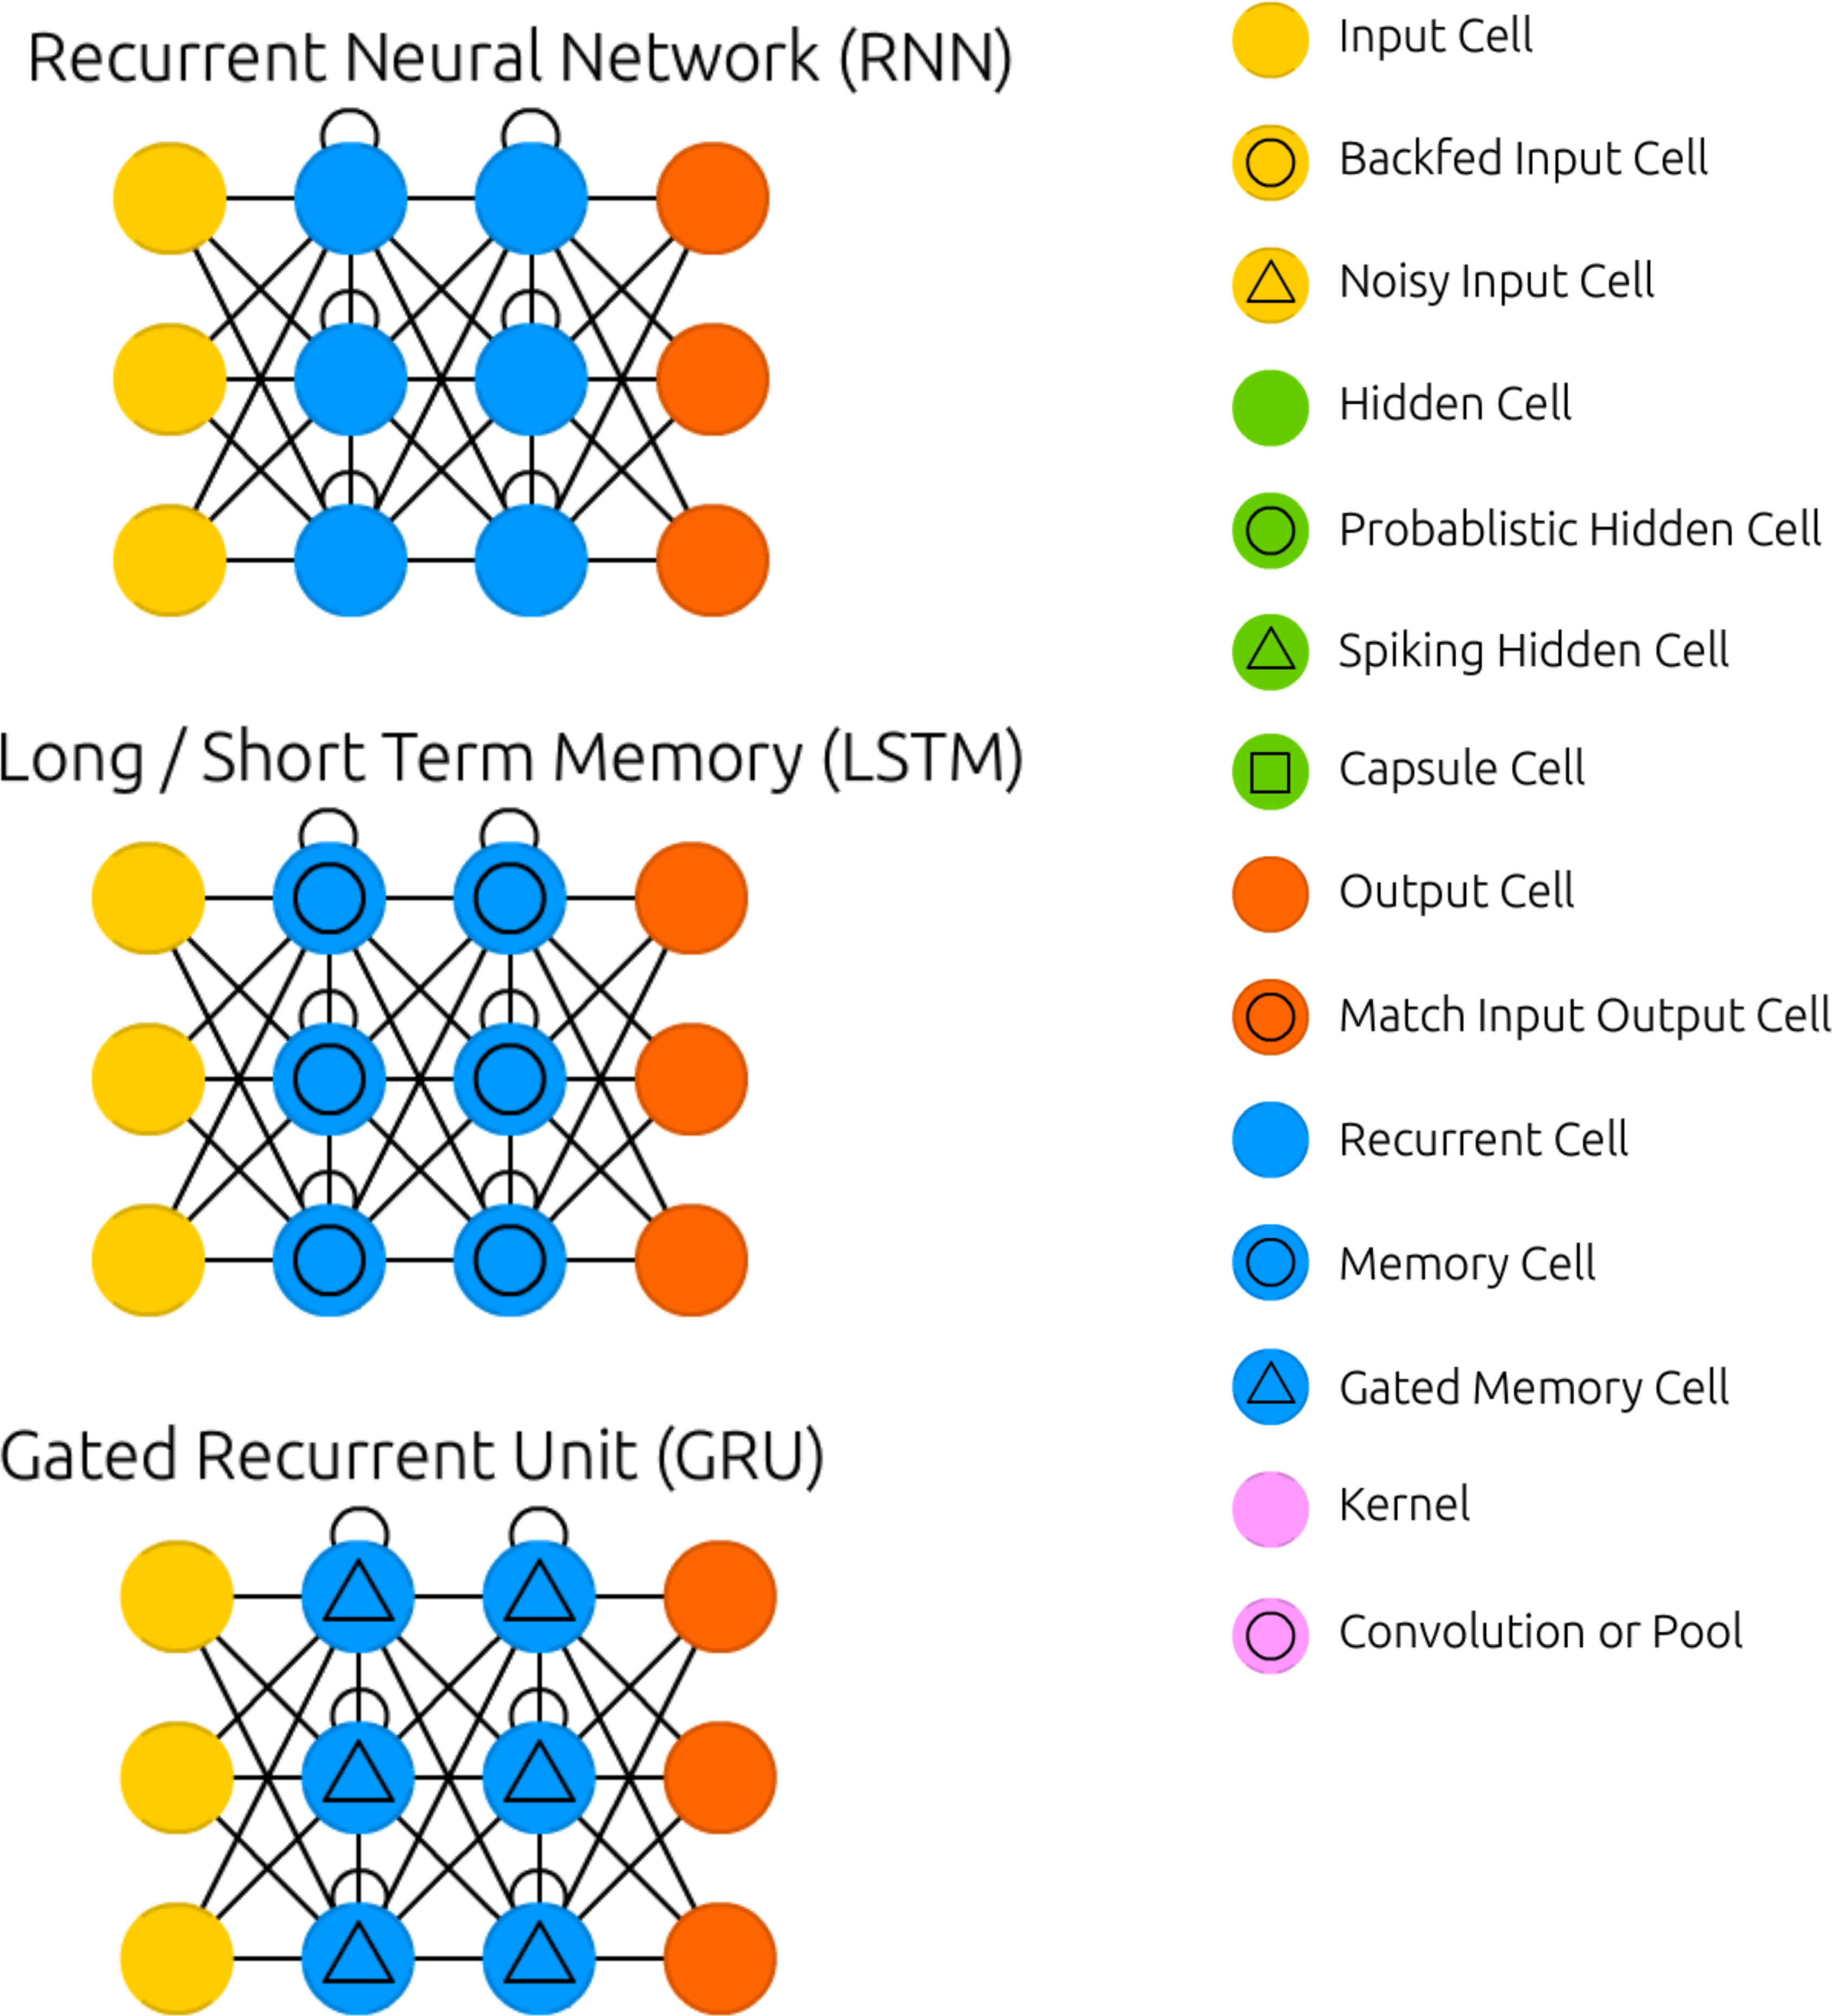 Recurrent Neural Network (RNN)
Long / Short Term Memory (LSTM)
Gated Recurrent Unit (GRU)
Input Cell
Backfed Input Cell
Noisy Input Cell
Hidden Cell
Probablistic Hidden Cell
Spiking Hidden Cell
Capsule Cell
Output Cell
Match Input Output Cell
Recurrent Cell
Memory Cell
Gated Memory Cell
Kernel
Convolution or Pool